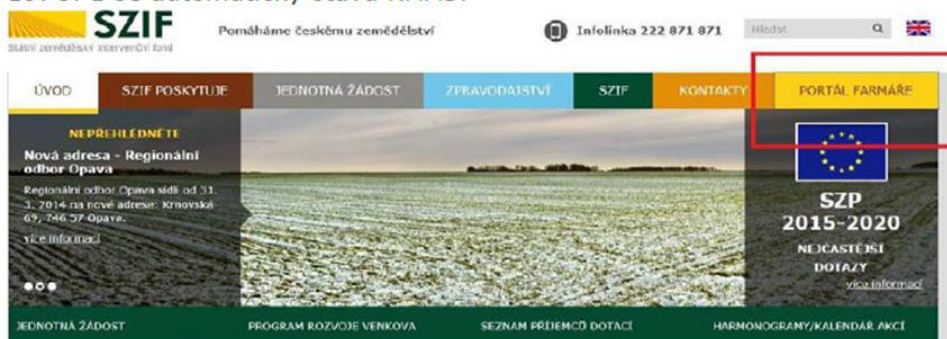 SZIF
Státní zemědělský intervenční fond
Pomáháme českému zemědělství
Infolinka 222 871 871
Hledat
ÚVOD
SZIF POSKYTUJE
JEDNOTNÁ ŽÁDOST
ZPRAVODAJSTVÍ
SZIF
KONTAKTY
PORTÁL FARMÁŘE
NEPŘEHLÉDNĚTE
Nová adresa - Regionální
odbor Opava
Regionální odbor Opava sídlí od 31.
3. 2014 na nové adrese: Krnovská
69, 746 57 Opava.
více informací
SZP
2015-2020
NEJČASTĚJŠÍ
DOTAZY
více informací
JEDNOTNÁ ŽÁDOST
PROGRAM ROZVOJE VENKOVA
SEZNAM PŘÍJEMCŮ DOTACÍ
HARMONOGRAMY/KALENDÁŘ AKCÍ